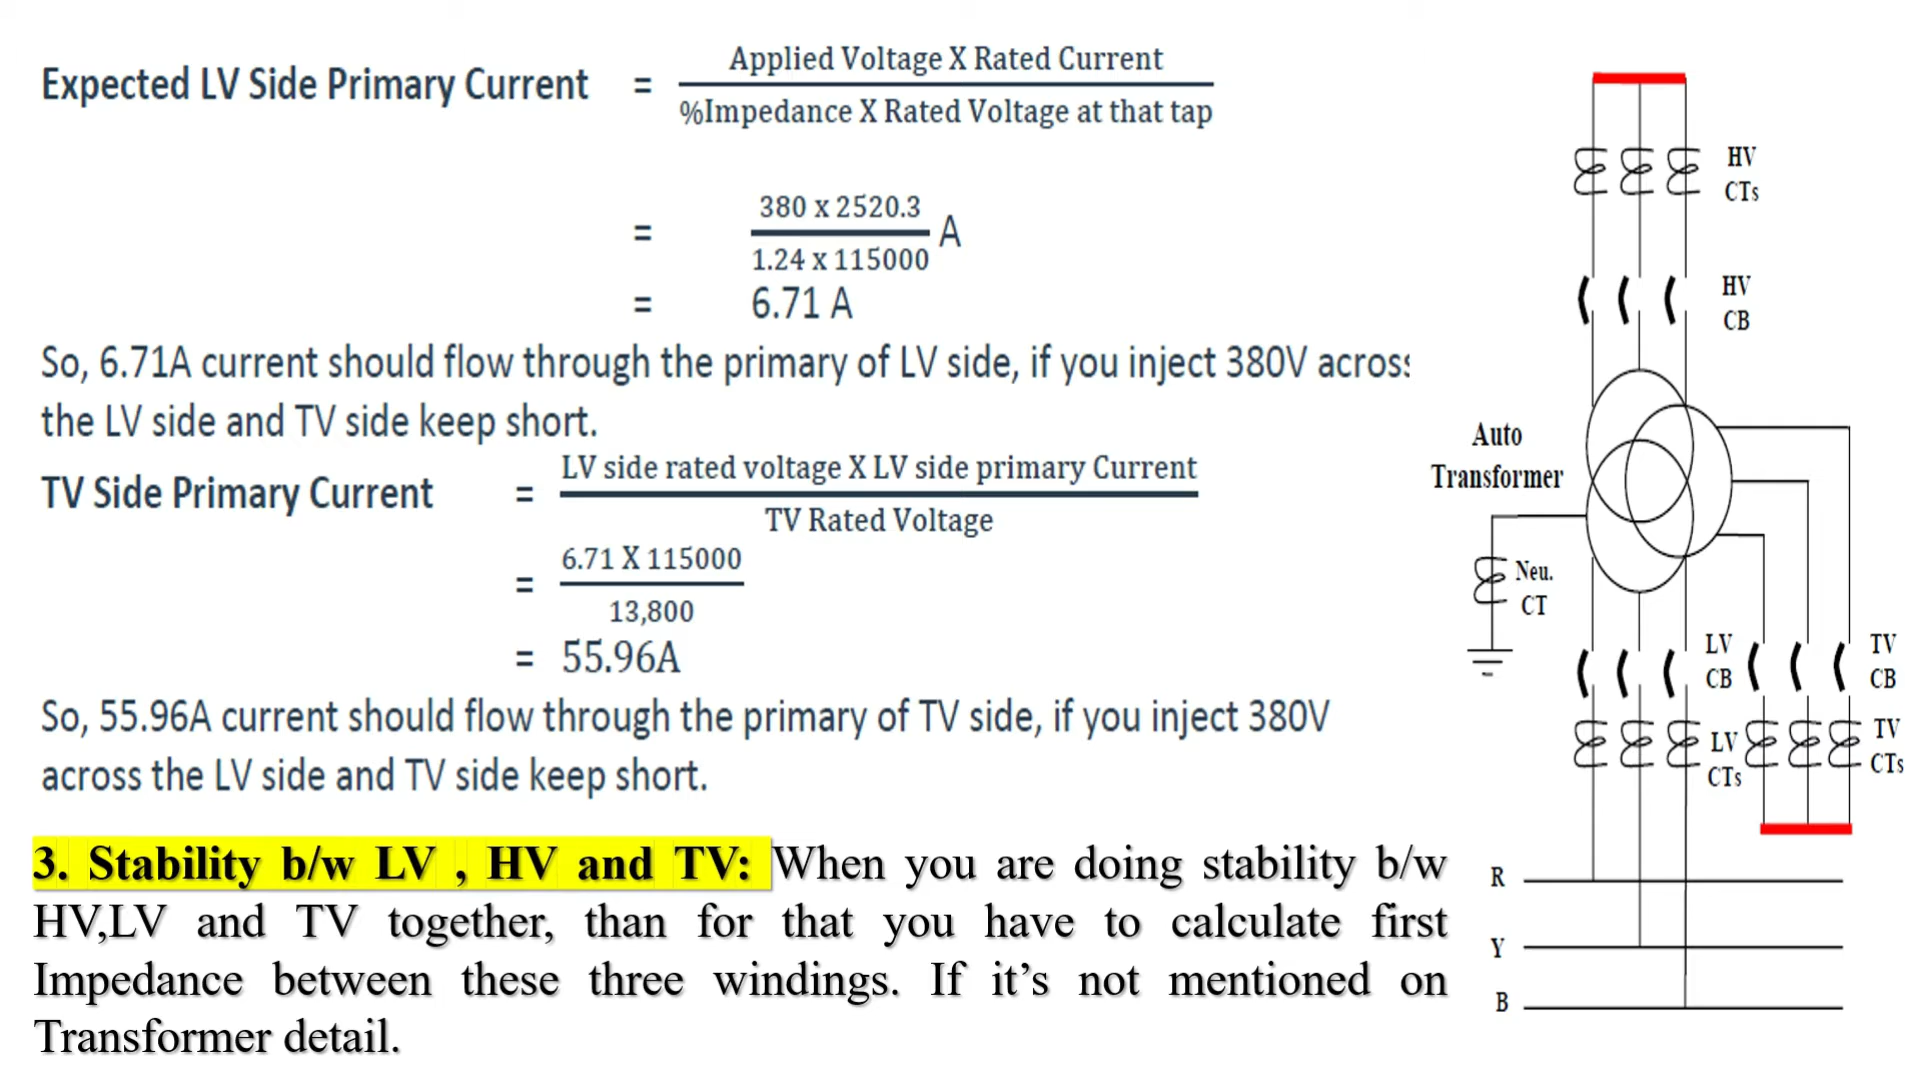 Expected LV Side Primary Current = Applied Voltage X Rated Current
%Impedance X Rated Voltage at that tap
= 380 x 2520.3 A
1.24 x 115000
= 6.71 A
So, 6.71A current should flow through the primary of LV side, if you inject 380V across
the LV side and TV side keep short.
TV Side Primary Current = LV side rated voltage X LV side primary Current
TV Rated Voltage
= 6.71 X 115000
13,800
= 55.96A
So, 55.96A current should flow through the primary of TV side, if you inject 380V
across the LV side and TV side keep short.
3. Stability b/w LV , HV and TV: When you are doing stability b/w
HV,LV and TV together, than for that you have to calculate first
Impedance between these three windings. If it’s not mentioned on
Transformer detail.
HV
CTs
HV
CB
Auto
Transformer
Neu.
CT
LV
CB
TV
CB
LV
CTs
TV
CTs
R
Y
B